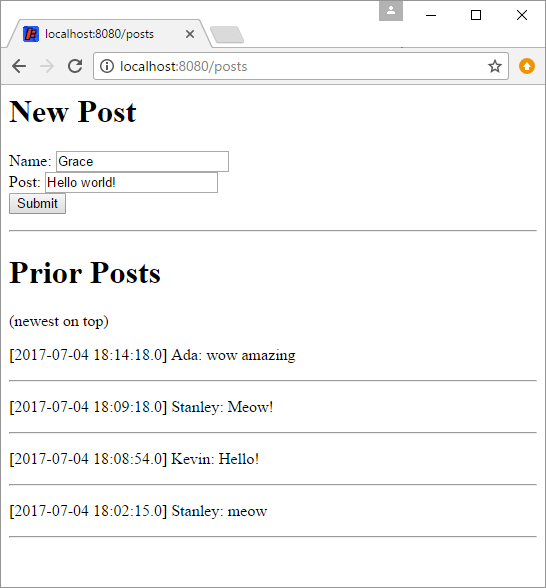 localhost:8080/posts
localhost:8080/posts
New Post
Name: Grace
Post: Hello world!
Submit
Prior Posts
(newest on top)
[2017-07-04 18:14:18.0] Ada: wow amazing
[2017-07-04 18:09:18.0] Stanley: Meow!
[2017-07-04 18:08:54.0] Kevin: Hello!
[2017-07-04 18:02:15.0] Stanley: meow